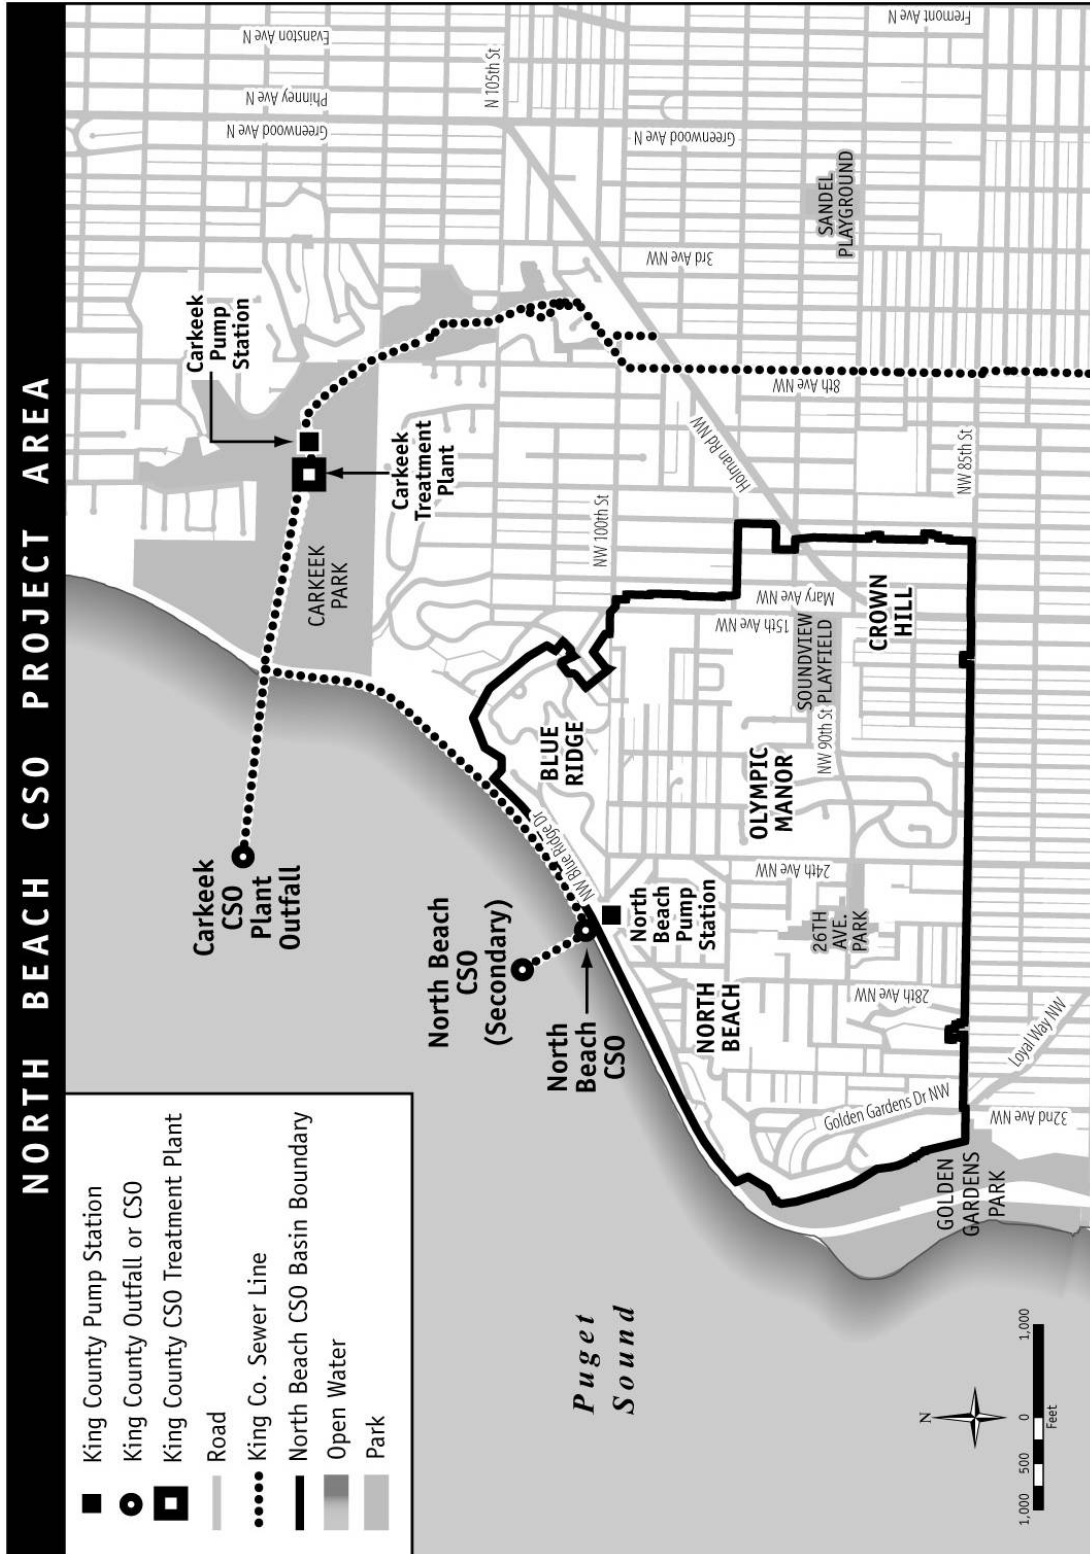 NORTH BEACH CSO PROJECT AREA
King County Pump Station
King County Outfall or CSO
King County CSO Treatment Plant
Road
King Co. Sewer Line
North Beach CSO Basin Boundary
Open Water
Park
Carkeek
CSO
Plant
Outfall
Carkeek
Pump
Station
Carkeek
Treatment
Plant
CARKEEK
PARK
North Beach
CSO
(Secondary)
North
Beach
CSO
North
Beach
Pump
Station
NW Blue Ridge Dr
BLUE
RIDGE
NORTH
BEACH
OLYMPIC
MANOR
CROWN
HILL
SOUNDVIEW
PLAYFIELD
26TH
AVE.
PARK
GOLDEN
GARDENS
PARK
SANDEL
PLAYGROUND
Evanston Ave N
Fremont Ave N
Phinney Ave N
Greenwood Ave N
Greenwood Ave N
N 105th St
3rd Ave NW
8th Ave NW
Holman Rd NW
NW 100th St
NW 85th St
Mary Ave NW
15th Ave NW
NW 90th St
24th Ave NW
28th Ave NW
Loyal Way NW
32nd Ave NW
Golden Gardens Dr NW
Puget
Sound
N
1,000 500 0 1,000
Feet